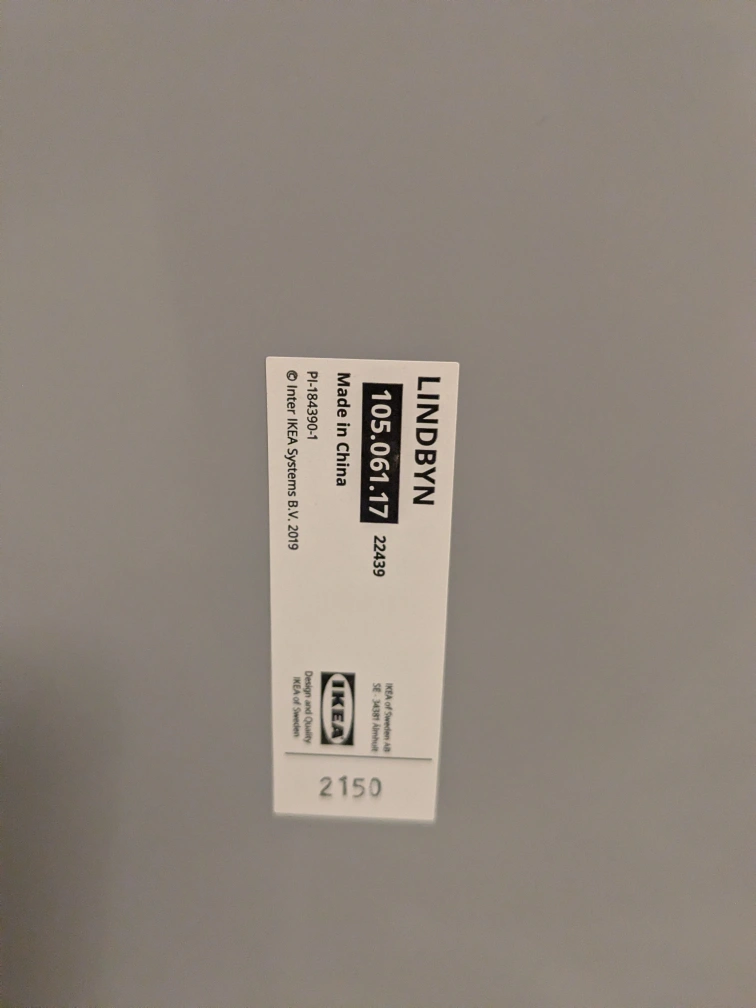 LINDBYN
105.061.17 22439
Made in China
PI-184390-1
© Inter IKEA Systems B.V. 2019
IKEA of Sweden AB
SE - 34381 Älmhult
IKEA
Design and Quality
IKEA of Sweden
2150